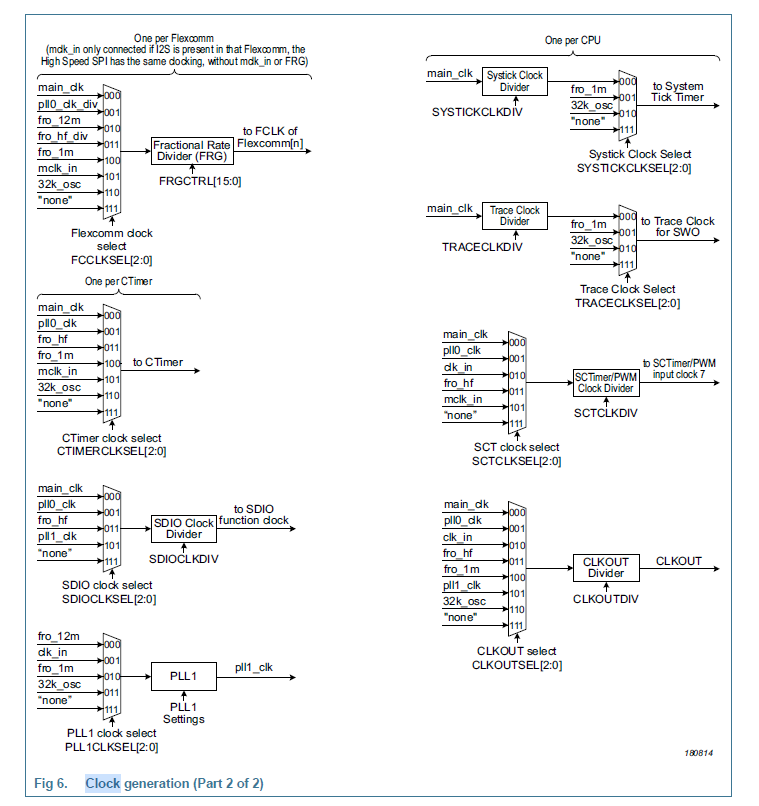 One per Flexcomm
(mclk_in only connected if I2S is present in that Flexcomm, the
High Speed SPI has the same clocking, without mclk_in or FRG)
main_clk
pll0_clk_div
fro_12m
fro_hf_div
fro_1m
mclk_in
32k_osc
"none"
000
001
010
011
100
101
110
111
Fractional Rate
Divider (FRG)
to FCLK of
Flexcomm[n]
FRGCTRL[15:0]
Flexcomm clock
select
FCCLKSEL[2:0]
One per CTimer
main_clk
pll0_clk
fro_hf
fro_1m
mclk_in
32k_osc
"none"
000
001
011
100
101
110
111
to CTimer
CTimer clock select
CTIMERCLKSEL[2:0]
main_clk
pll0_clk
fro_hf
pll1_clk
"none"
000
001
011
101
111
SDIO Clock
Divider
to SDIO
function clock
SDIOCLKDIV
SDIO clock select
SDIOCLKSEL[2:0]
fro_12m
clk_in
fro_1m
32k_osc
"none"
000
001
010
011
111
PLL1
pll1_clk
PLL1
Settings
PLL1 clock select
PLL1CLKSEL[2:0]
One per CPU
main_clk
Systick Clock
Divider
SYSTICKCLKDIV
fro_1m
32k_osc
"none"
000
001
010
111
to System
Tick Timer
Systick Clock Select
SYSTICKCLKSEL[2:0]
main_clk
Trace Clock
Divider
TRACECLKDIV
fro_1m
32k_osc
"none"
000
001
010
111
to Trace Clock
for SWO
Trace Clock Select
TRACECLKSEL[2:0]
main_clk
pll0_clk
clk_in
fro_hf
mclk_in
"none"
000
001
010
011
101
111
SCTimer/PWM
Clock Divider
to SCTimer/PWM
input clock 7
SCTCLKDIV
SCT clock select
SCTCLKSEL[2:0]
main_clk
pll0_clk
clk_in
fro_hf
fro_1m
pll1_clk
32k_osc
"none"
000
001
010
011
100
101
110
111
CLKOUT
Divider
CLKOUT
CLKOUTDIV
CLKOUT select
CLKOUTSEL[2:0]
180814
Fig 6. Clock generation (Part 2 of 2)